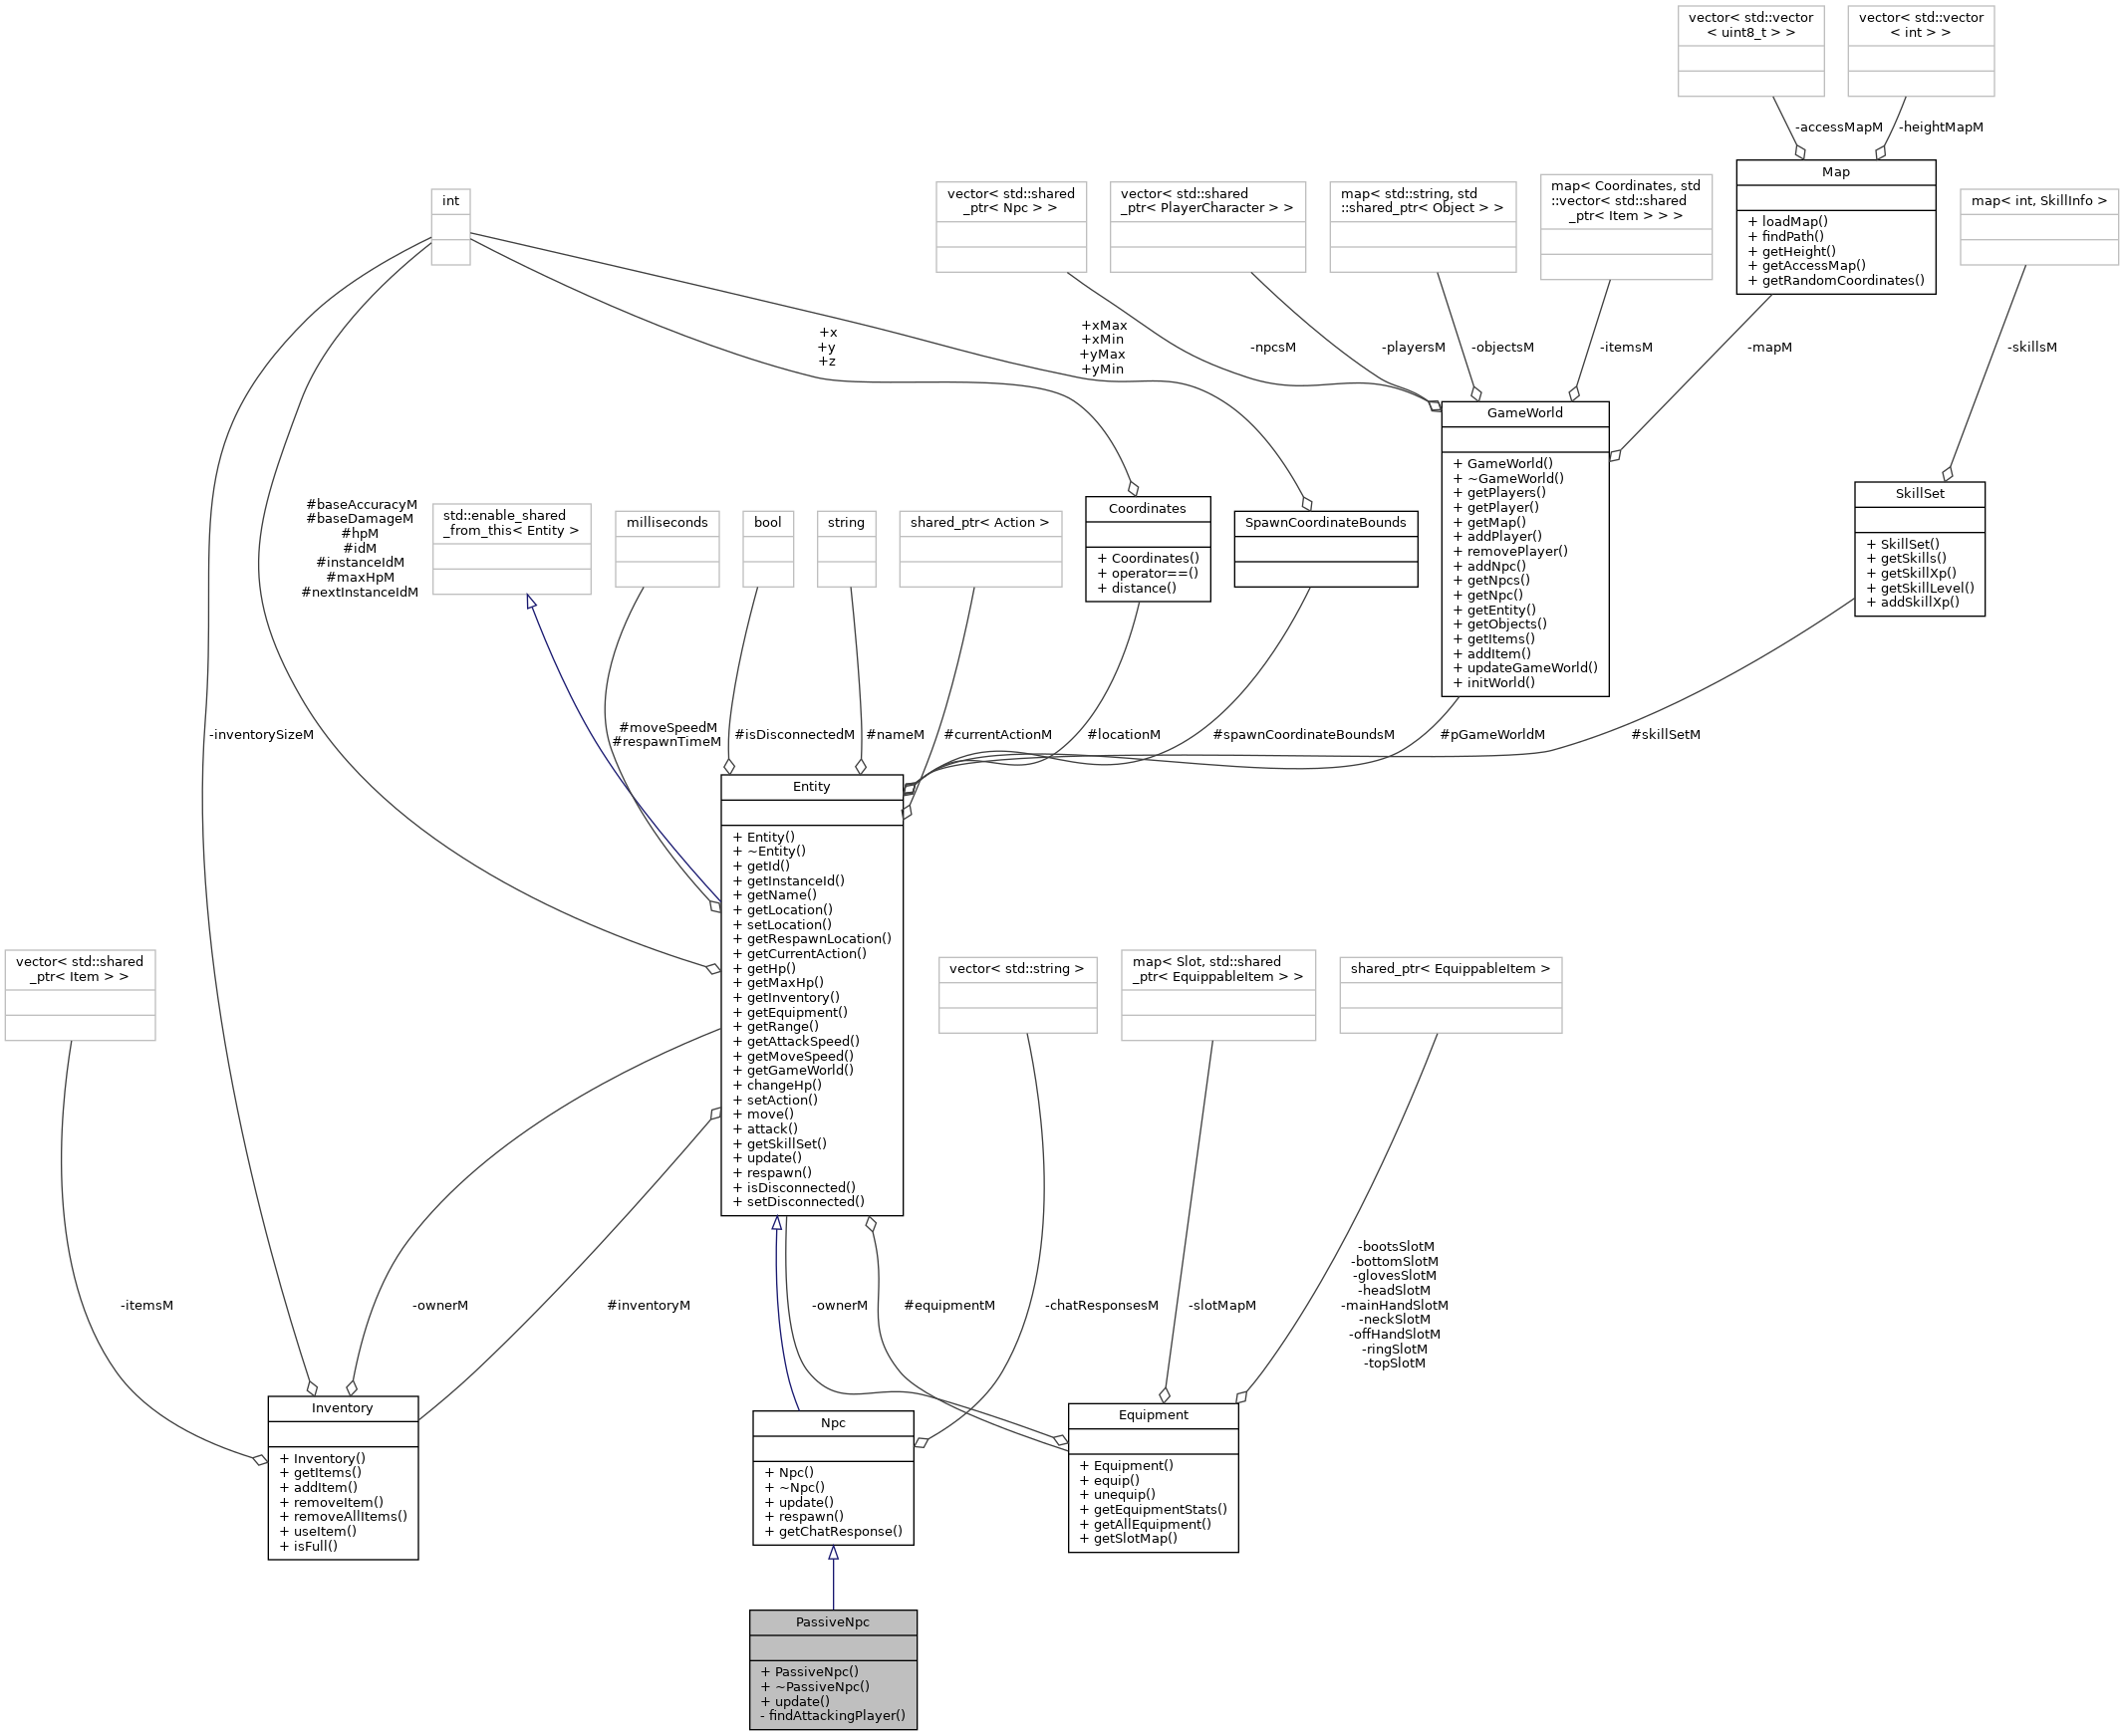 vector< std::vector
< uint8_t > >
vector< std::vector
< int > >
-accessMapM
-heightMapM
Map
+ loadMap()
+ findPath()
+ getHeight()
+ getAccessMap()
+ getRandomCoordinates()
int
vector< std::shared
_ptr< Npc > >
vector< std::shared
_ptr< PlayerCharacter > >
map< std::string, std
::shared_ptr< Object > >
map< Coordinates, std
::vector< std::shared
_ptr< Item > > >
map< int, SkillInfo >
+x
+y
+z
+xMax
+xMin
+yMax
+yMin
-npcsM
-playersM
-objectsM
-itemsM
-mapM
-skillsM
#baseAccuracyM
#baseDamageM
#hpM
#idM
#instanceIdM
#maxHpM
#nextInstanceIdM
std::enable_shared
_from_this< Entity >
milliseconds
bool
string
shared_ptr< Action >
Coordinates
+ Coordinates()
+ operator==()
+ distance()
SpawnCoordinateBounds
GameWorld
+ GameWorld()
+ ~GameWorld()
+ getPlayers()
+ getPlayer()
+ getMap()
+ addPlayer()
+ removePlayer()
+ addNpc()
+ getNpcs()
+ getNpc()
+ getEntity()
+ getObjects()
+ getItems()
+ addItem()
+ updateGameWorld()
+ initWorld()
SkillSet
+ SkillSet()
+ getSkills()
+ getSkillXp()
+ getSkillLevel()
+ addSkillXp()
-inventorySizeM
#moveSpeedM
#respawnTimeM
#isDisconnectedM
#nameM
#currentActionM
#locationM
#spawnCoordinateBoundsM
#pGameWorldM
#skillSetM
Entity
+ Entity()
+ ~Entity()
+ getId()
+ getInstanceId()
+ getName()
+ getLocation()
+ setLocation()
+ getRespawnLocation()
+ getCurrentAction()
+ getHp()
+ getMaxHp()
+ getInventory()
+ getEquipment()
+ getRange()
+ getAttackSpeed()
+ getMoveSpeed()
+ getGameWorld()
+ changeHp()
+ setAction()
+ move()
+ attack()
+ getSkillSet()
+ update()
+ respawn()
+ isDisconnected()
+ setDisconnected()
vector< std::shared
_ptr< Item > >
vector< std::string >
map< Slot, std::shared
_ptr< EquippableItem > >
shared_ptr< EquippableItem >
-itemsM
-ownerM
#inventoryM
-ownerM
#equipmentM
-chatResponsesM
-slotMapM
-bootsSlotM
-bottomSlotM
-glovesSlotM
-headSlotM
-mainHandSlotM
-neckSlotM
-offHandSlotM
-ringSlotM
-topSlotM
Inventory
+ Inventory()
+ getItems()
+ addItem()
+ removeItem()
+ removeAllItems()
+ useItem()
+ isFull()
Npc
+ Npc()
+ ~Npc()
+ update()
+ respawn()
+ getChatResponse()
Equipment
+ Equipment()
+ equip()
+ unequip()
+ getEquipmentStats()
+ getAllEquipment()
+ getSlotMap()
PassiveNpc
+ PassiveNpc()
+ ~PassiveNpc()
+ update()
- findAttackingPlayer()